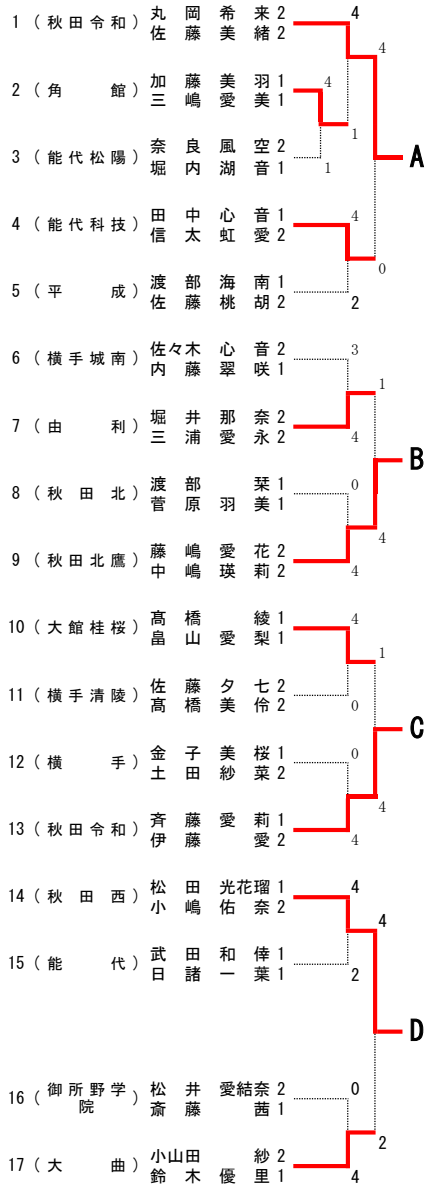 丸岡希来 2 4
1 (秋田令和)
佐藤美緒 2
4
加藤美羽 1 4
2 (角館)
三嶋愛美 1
1
A
奈良風空 2
3 (能代松陽)
堀内湖音 1 1
田中心音 1 4
4 (能代科技)
信太虹愛 2
0
渡部海南 1
5 (平成)
佐藤桃胡 2 2
佐々木心音 2 3
6 (横手城南)
内藤翠咲 1
1
堀井那奈 2
7 (由利)
三浦愛永 2 4
B
渡部栞 1 0
8 (秋田北)
菅原羽美 1
4
藤嶋愛花 2
9 (秋田北鷹)
中嶋瑛莉 2 4
髙橋綾 1 4
10 (大館桂桜)
畠山愛梨 1
1
佐藤夕七 2
11 (横手清陵)
髙橋美伶 2 0
C
金子美桜 1 0
12 (横手)
土田紗菜 2
4
斉藤愛莉 1
13 (秋田令和)
伊藤愛 2 4
松田光花瑠 1 4
14 (秋田西)
小嶋佑奈 2
4
武田和倖 1
15 (能代)
日諸一葉 1 2
D
松井愛結奈 2 0
16 (御所野学院)
斎藤茜 1
2
小山田紗 2
17 (大曲)
鈴木優里 1 4